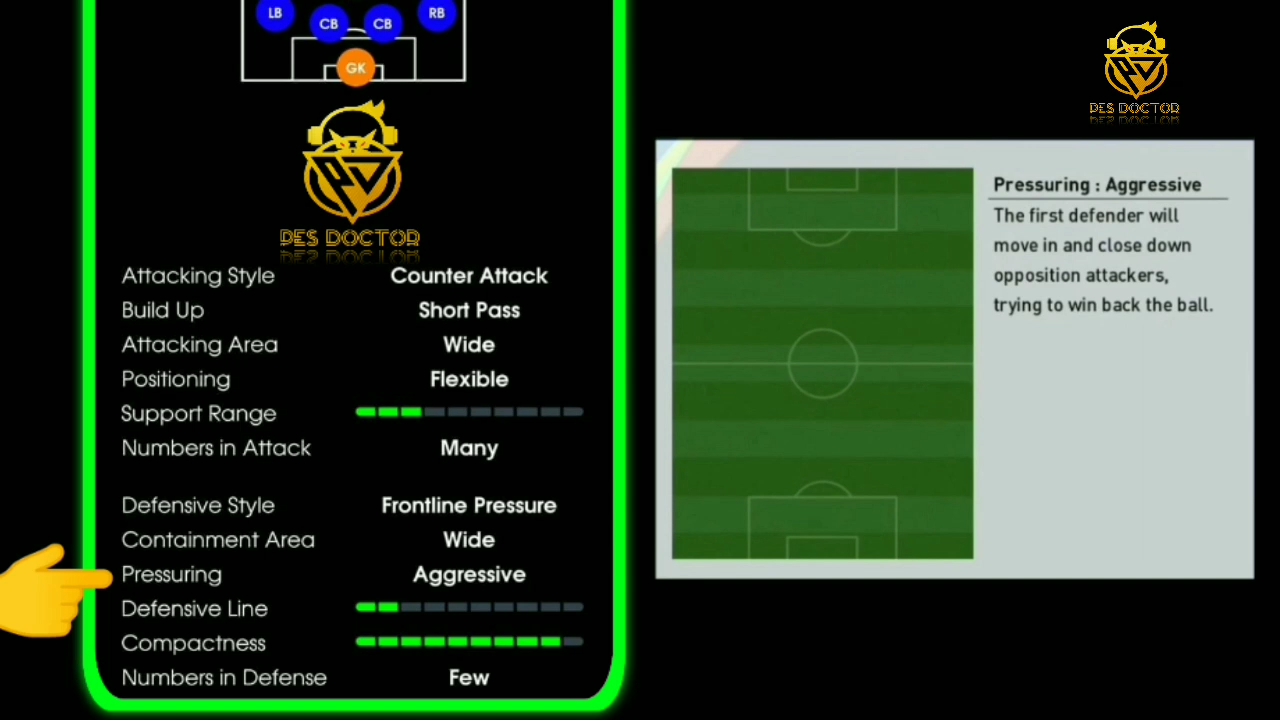 LB
CB
CB
RB
GK
PES DOCTOR
Attacking Style Counter Attack
Build Up Short Pass
Attacking Area Wide
Positioning Flexible
Support Range
Numbers in Attack Many
Defensive Style Frontline Pressure
Containment Area Wide
Pressuring Aggressive
Defensive Line
Compactness
Numbers in Defense Few
PES DOCTOR
Pressuring : Aggressive
The first defender will
move in and close down
opposition attackers,
trying to win back the ball.